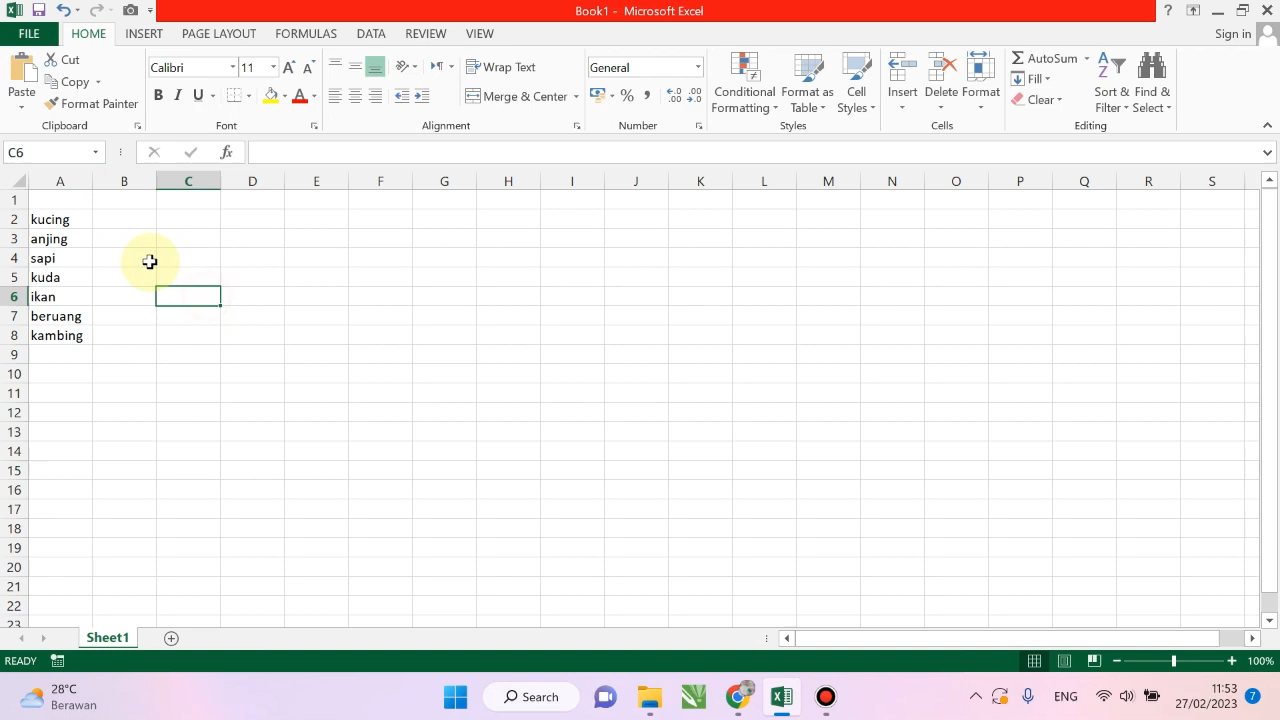 Book1 - Microsoft Excel
Sign in
FILE HOME INSERT PAGE LAYOUT FORMULAS DATA REVIEW VIEW
Paste
Cut
Copy
Format Painter
Clipboard
Calibri 11
B I U
Font
Wrap Text
Merge & Center
Alignment
General
%
Number
Conditional Formatting
Format as Table
Cell Styles
Styles
Insert
Delete
Format
Cells
AutoSum
Fill
Clear
Sort & Filter
Find & Select
Editing
C6
fx
A B C D E F G H I J K L M N O P Q R S
1
2 kucing
3 anjing
4 sapi
5 kuda
6 ikan
7 beruang
8 kambing
9
10
11
12
13
14
15
16
17
18
19
20
21
22
23
Sheet1
READY
100%
28°C
Berawan
Search
ENG
11:53
27/02/2023
7